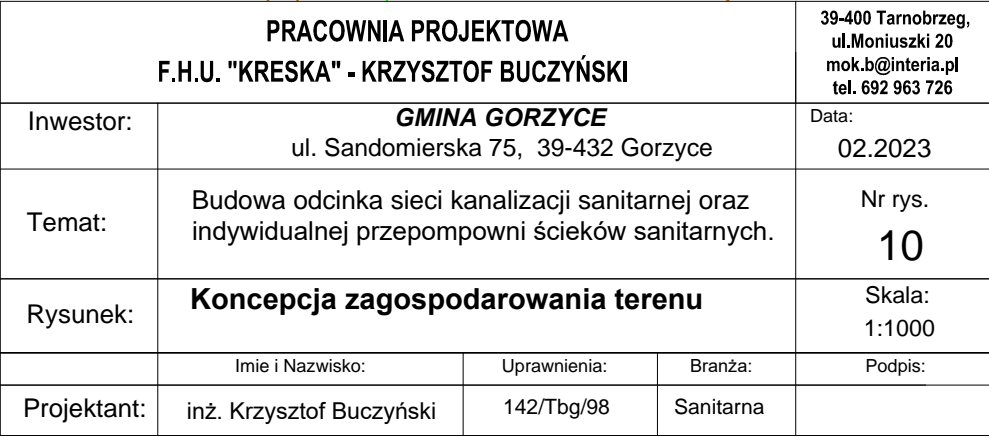 PRACOWNIA PROJEKTOWA
F.H.U. "KRESKA" - KRZYSZTOF BUCZYŃSKI
39-400 Tarnobrzeg,
ul.Moniuszki 20
mok.b@interia.pl
tel. 692 963 726
Inwestor:
GMINA GORZYCE
ul. Sandomierska 75, 39-432 Gorzyce
Data:
02.2023
Temat:
Budowa odcinka sieci kanalizacji sanitarnej oraz
indywidualnej przepompowni ścieków sanitarnych.
Nr rys.
10
Rysunek:
Koncepcja zagospodarowania terenu
Skala:
1:1000
Imie i Nazwisko:
Uprawnienia:
Branża:
Podpis:
Projektant:
inż. Krzysztof Buczyński
142/Tbg/98
Sanitarna